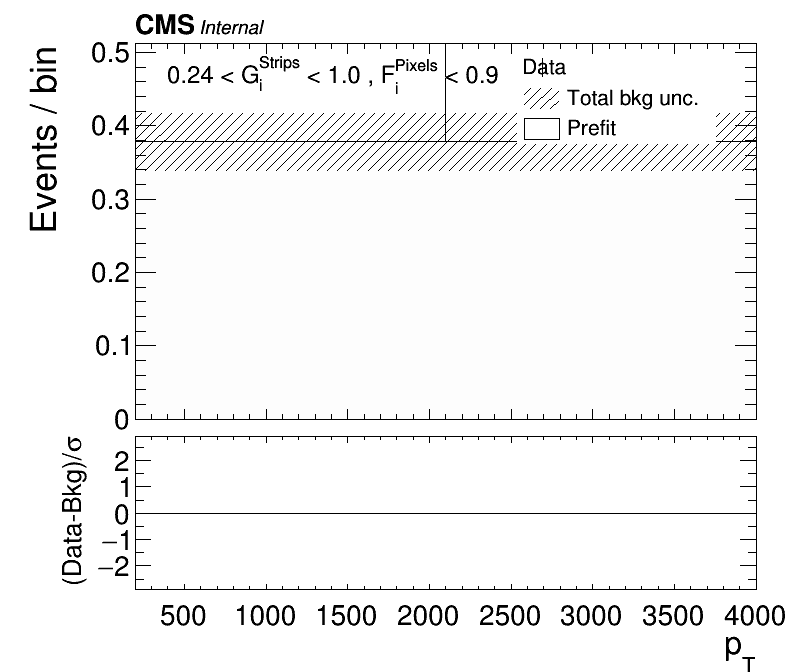 CMS Internal
0.24 < G_i^Strips < 1.0 , F_i^Pixels < 0.9
Data
Total bkg unc.
Prefit
Events / bin
0.5
0.4
0.3
0.2
0.1
0
(Data-Bkg)/σ
2
1
0
−1
−2
500 1000 1500 2000 2500 3000 3500 4000
p_T